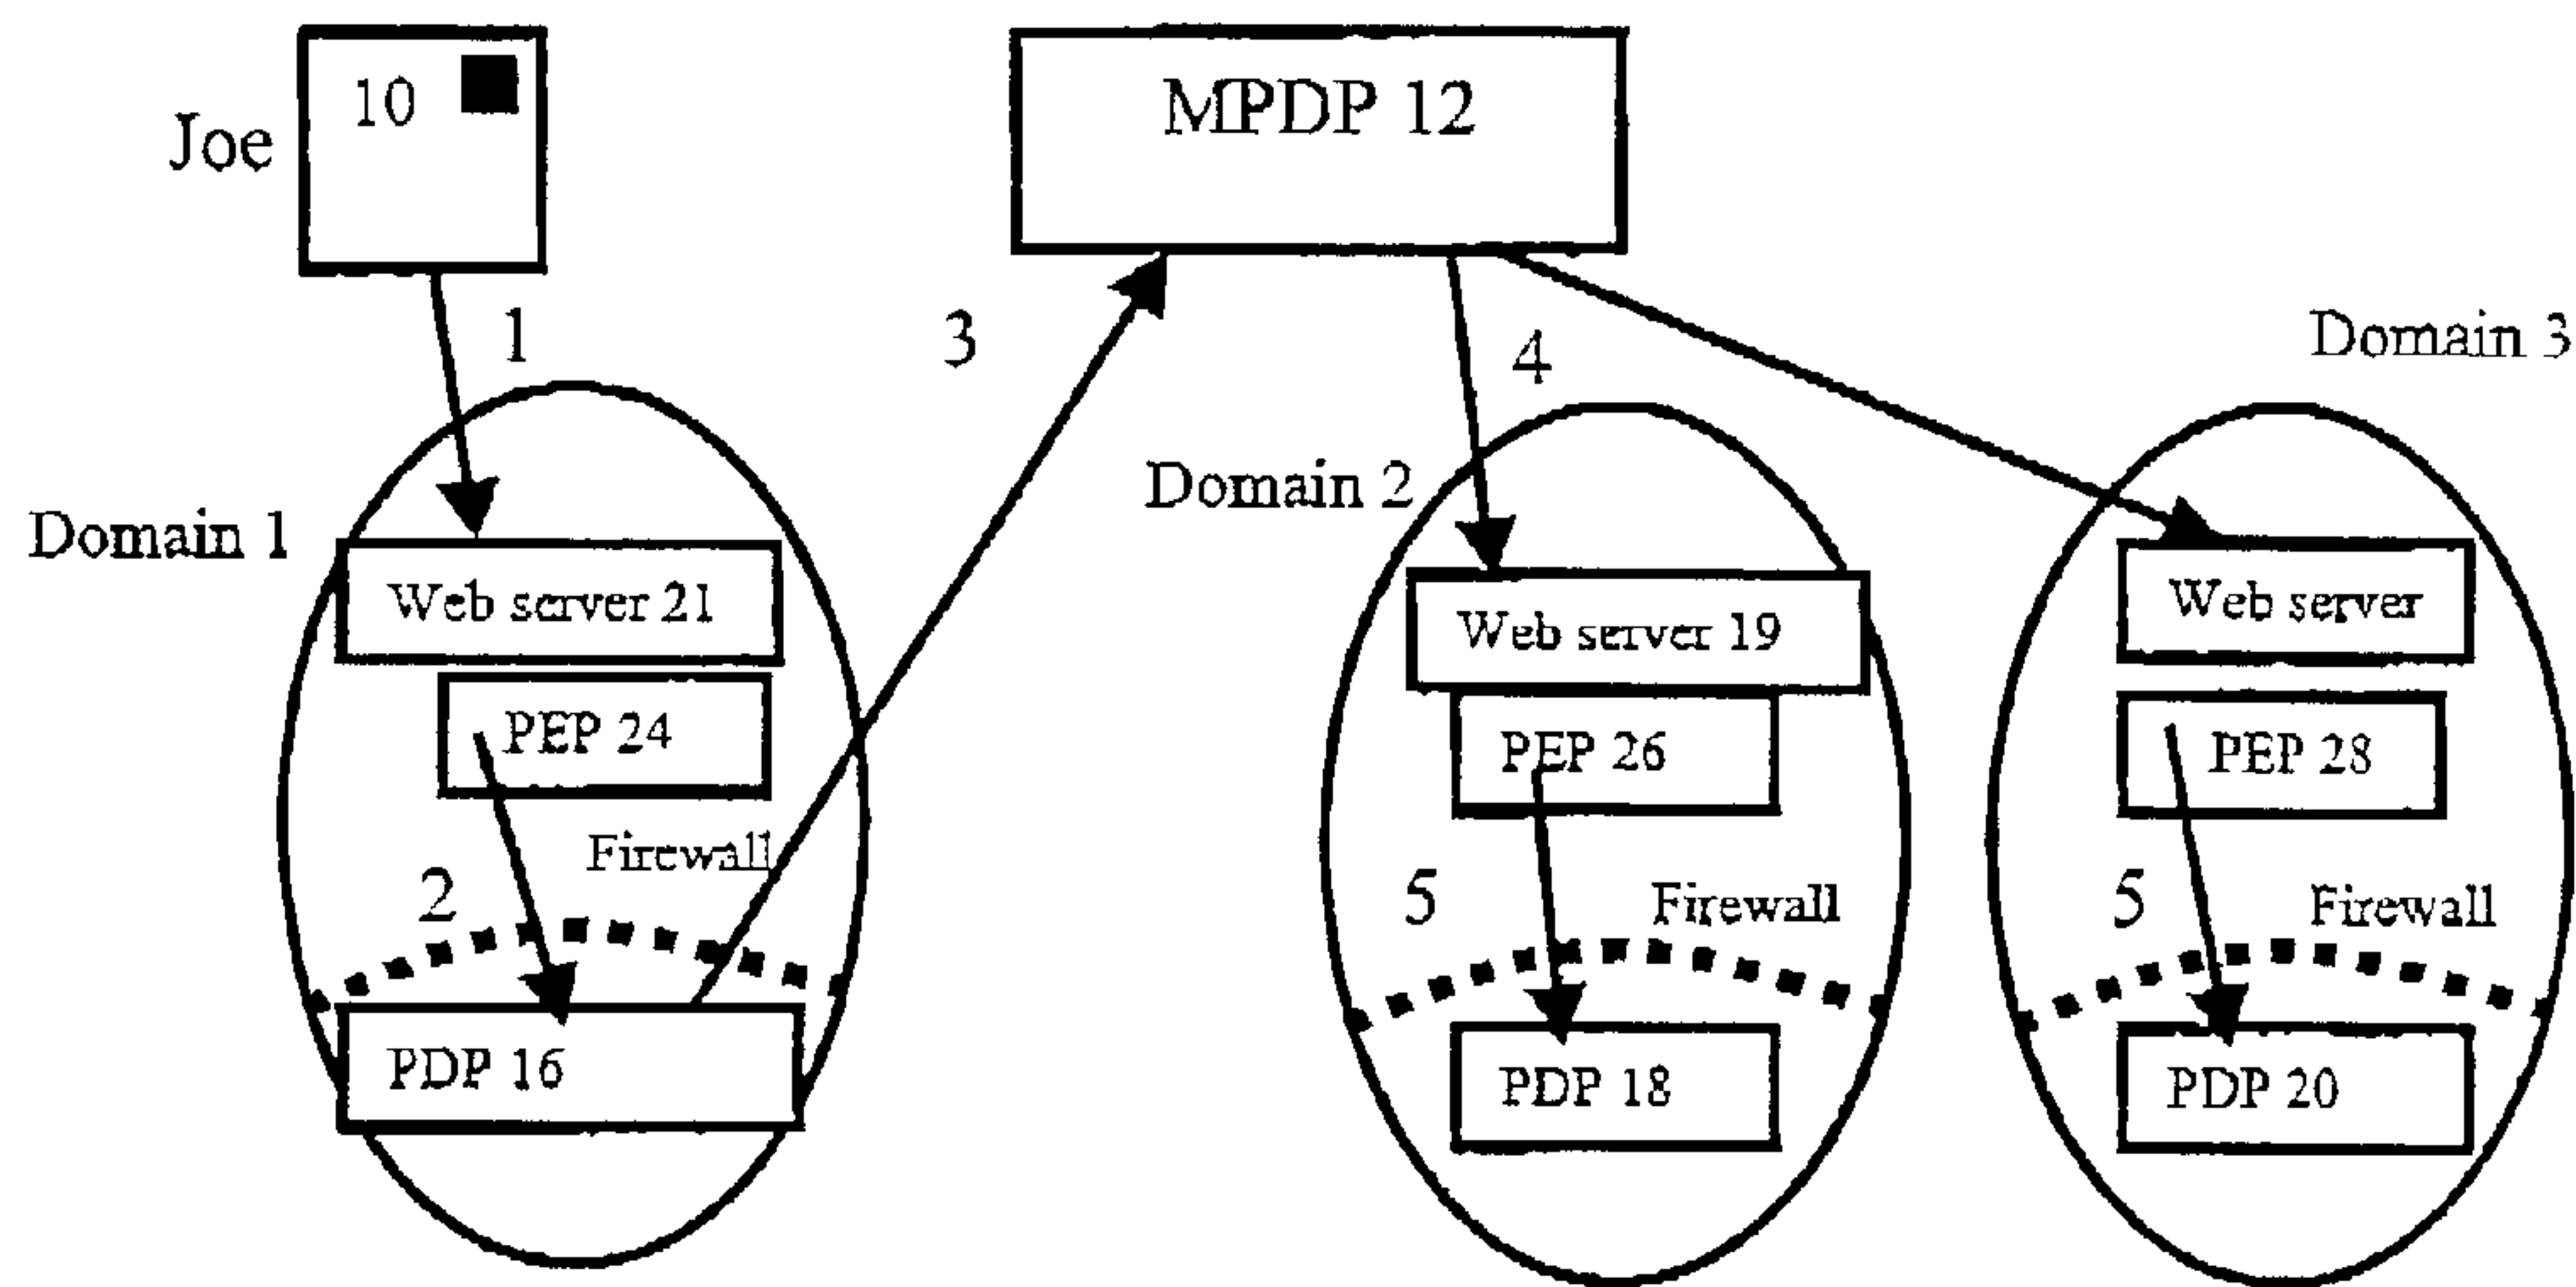 10
Joe
MPDP 12
1
3
4
Domain 3
Domain 2
Domain 1
Web server 21
Web server 19
Web server
PEP 24
PEP 26
PEP 28
Firewall
2
5
Firewall
5
Firewall
PDP 16
PDP 18
PDP 20